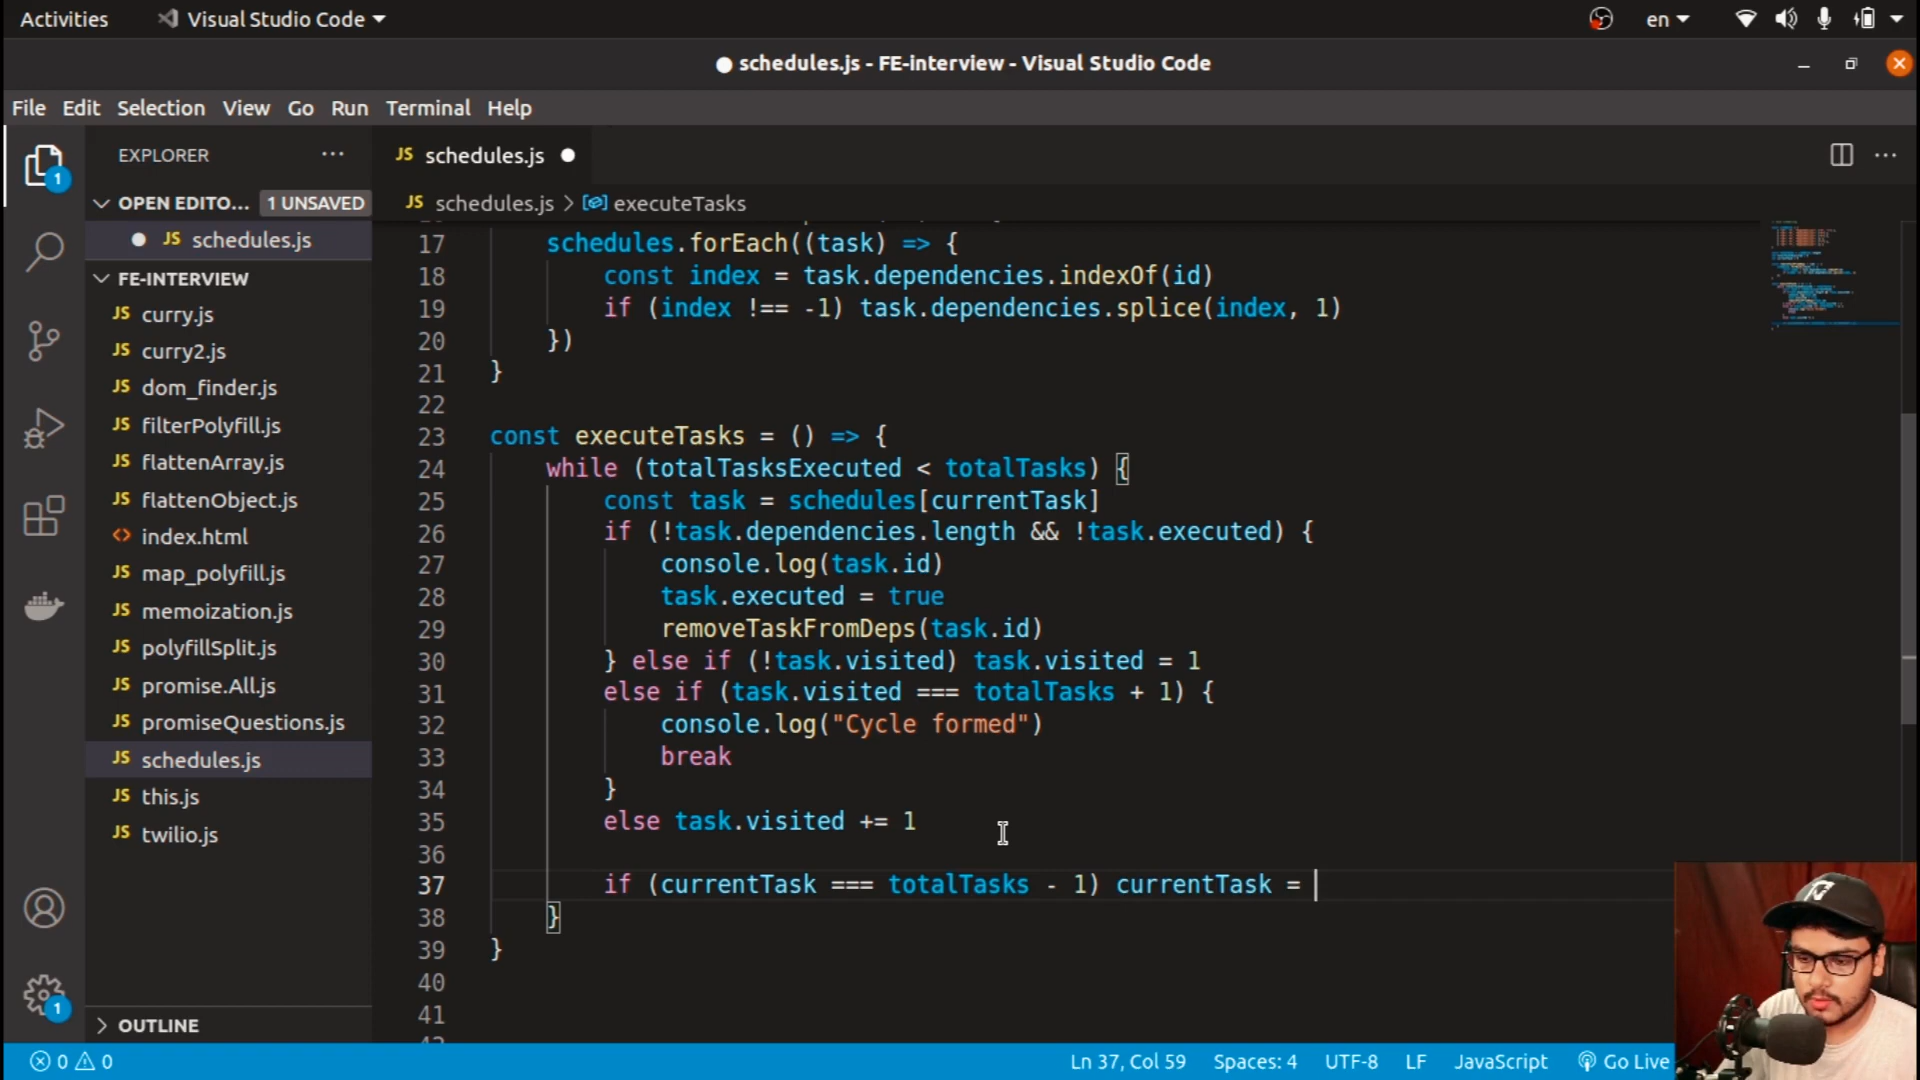 Activities
Visual Studio Code
en
schedules.js - FE-interview - Visual Studio Code
File Edit Selection View Go Run Terminal Help
EXPLORER
JS schedules.js
OPEN EDITO... 1 UNSAVED
JS schedules.js
JS schedules.js > executeTasks
FE-INTERVIEW
JS curry.js
JS curry2.js
JS dom_finder.js
JS filterPolyfill.js
JS flattenArray.js
JS flattenObject.js
<> index.html
JS map_polyfill.js
JS memoization.js
JS polyfillSplit.js
JS promise.All.js
JS promiseQuestions.js
JS schedules.js
JS this.js
JS twilio.js
OUTLINE
1
1
17 schedules.forEach((task) => {
18 const index = task.dependencies.indexOf(id)
19 if (index !== -1) task.dependencies.splice(index, 1)
20 })
21 }
22
23 const executeTasks = () => {
24 while (totalTasksExecuted < totalTasks) {
25 const task = schedules[currentTask]
26 if (!task.dependencies.length && !task.executed) {
27 console.log(task.id)
28 task.executed = true
29 removeTaskFromDeps(task.id)
30 } else if (!task.visited) task.visited = 1
31 else if (task.visited === totalTasks + 1) {
32 console.log("Cycle formed")
33 break
34 }
35 else task.visited += 1
36
37 if (currentTask === totalTasks - 1) currentTask =
38 }
39 }
40
41
0 0
Ln 37, Col 59 Spaces: 4 UTF-8 LF JavaScript Go Live